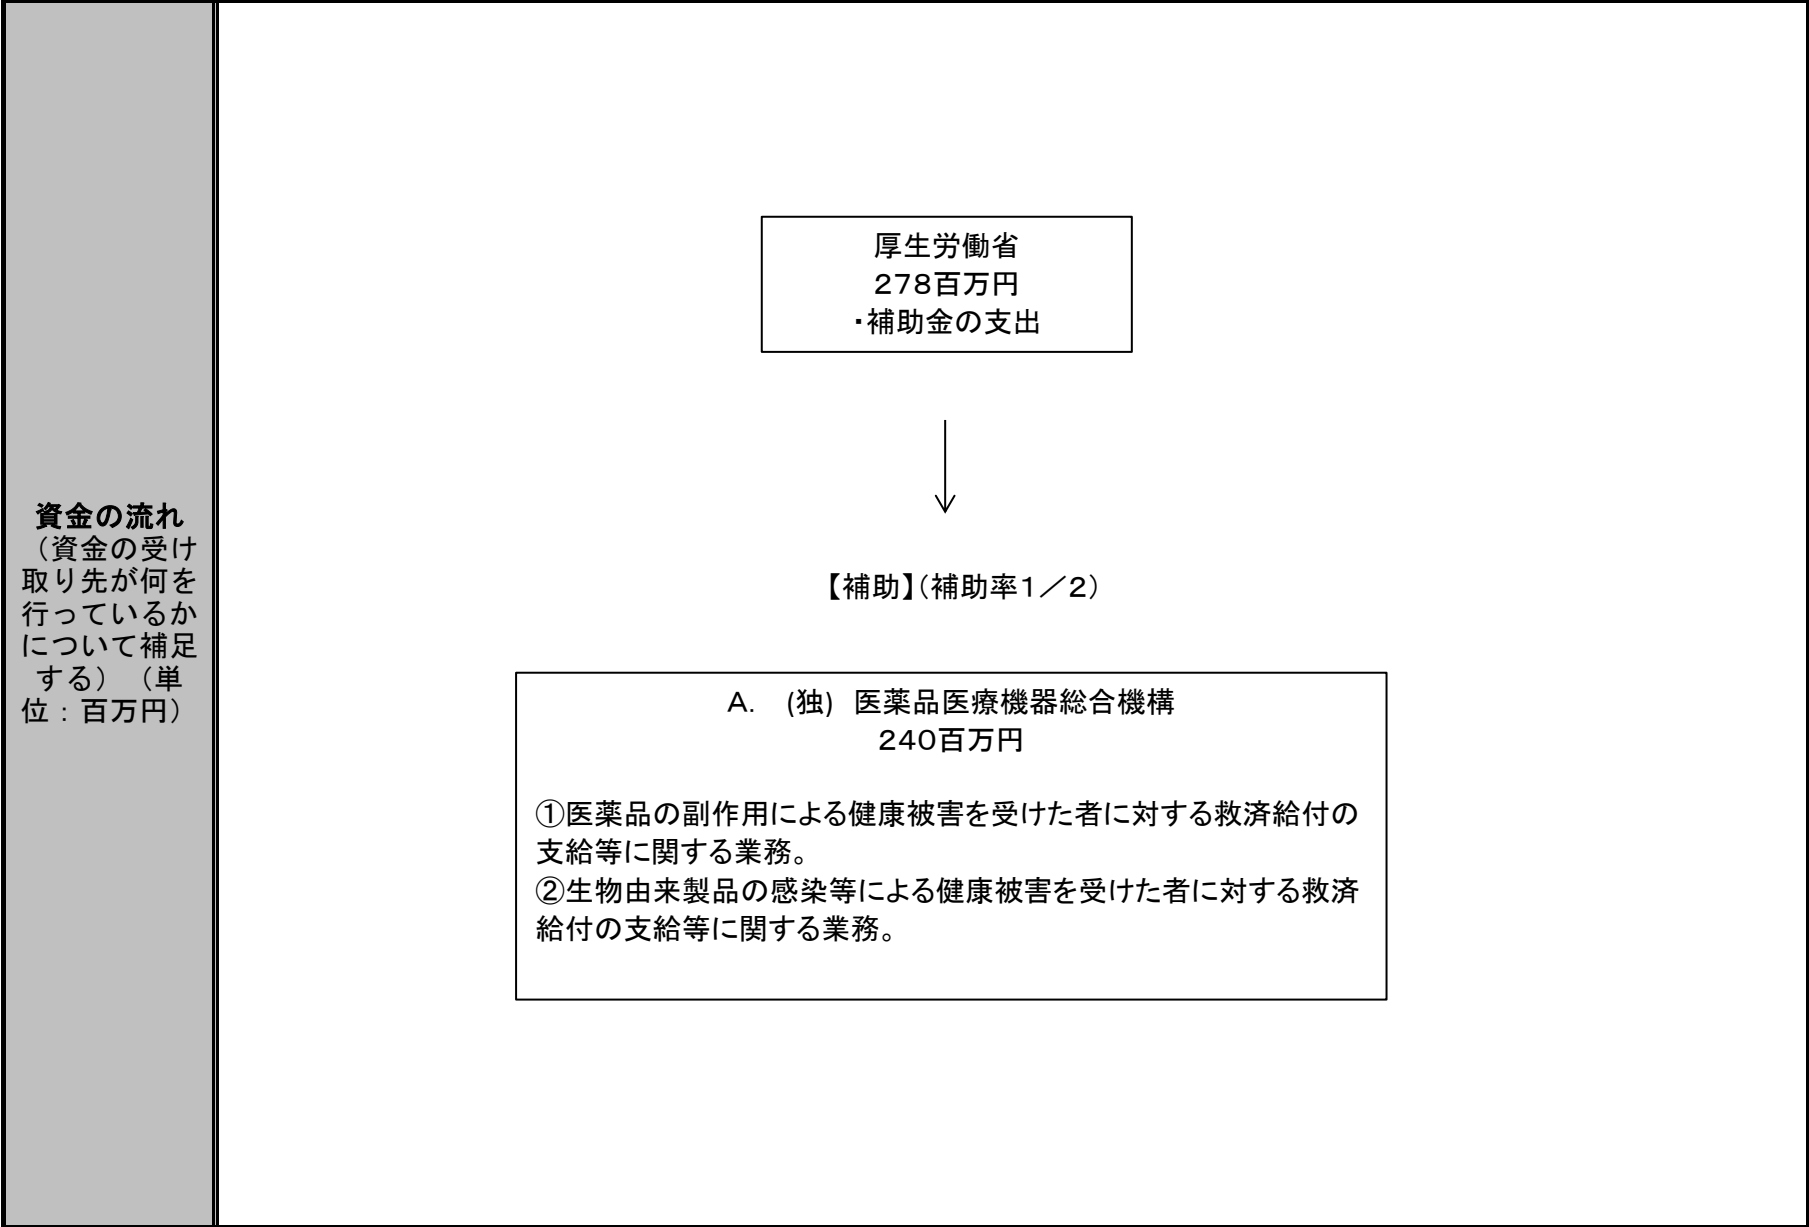 資金の流れ
（資金の受け
取り先が何を
行っているか
について補足
する）　（単
位：百万円）
厚生労働省
２７８百万円
・補助金の支出
【補助】（補助率１／２）
Ａ．　(独)　医薬品医療機器総合機構
２４０百万円
①医薬品の副作用による健康被害を受けた者に対する救済給付の
支給等に関する業務。
②生物由来製品の感染等による健康被害を受けた者に対する救済
給付の支給等に関する業務。